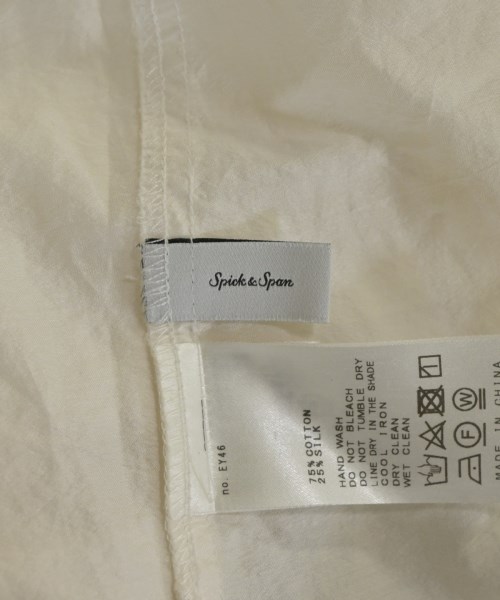 Spick & Span
no. EY46
75% COTTON
25% SILK
HAND WASH
DO NOT BLEACH
DO NOT TUMBLE DRY
LINE DRY IN THE SHADE
COOL IRON
DRY CLEAN
WET CLEAN
F
W
MADE IN CHINA